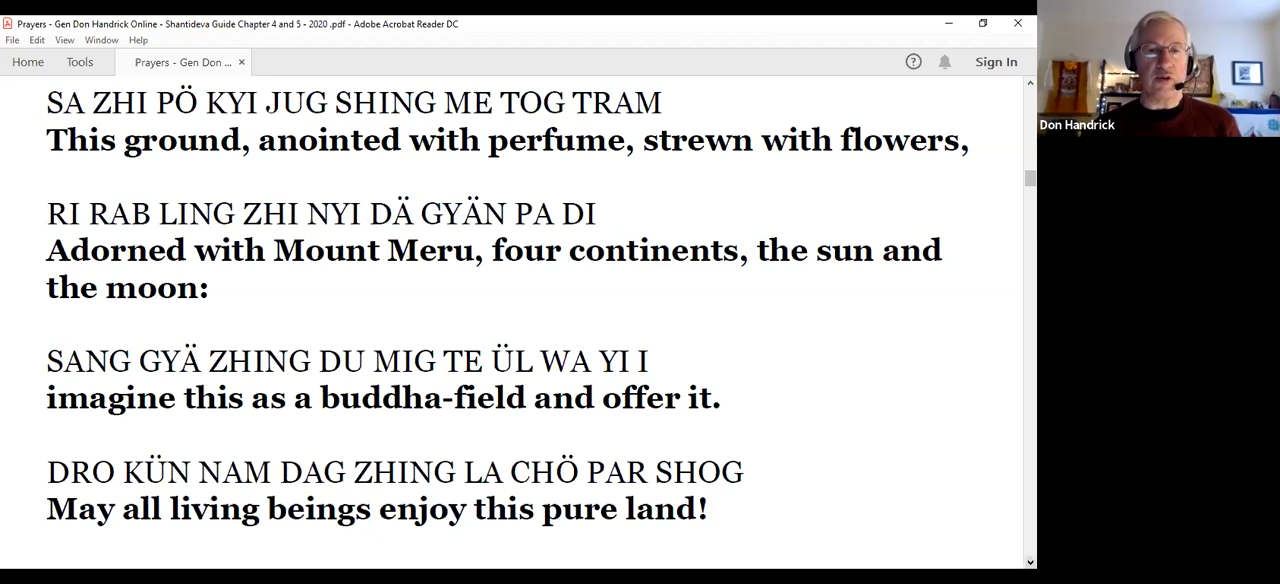 Prayers - Gen Don Handrick Online - Shantideva Guide Chapter 4 and 5 - 2020 .pdf - Adobe Acrobat Reader DC
File Edit View Window Help
Home Tools Prayers - Gen Don ... × ? Sign In
SA ZHI PÖ KYI JUG SHING ME TOG TRAM
This ground, anointed with perfume, strewn with flowers,
RI RAB LING ZHI NYI DÄ GYÄN PA DI
Adorned with Mount Meru, four continents, the sun and
the moon:
SANG GYÄ ZHING DU MIG TE ÜL WA YI I
imagine this as a buddha-field and offer it.
DRO KÜN NAM DAG ZHING LA CHÖ PAR SHOG
May all living beings enjoy this pure land!
Don Handrick